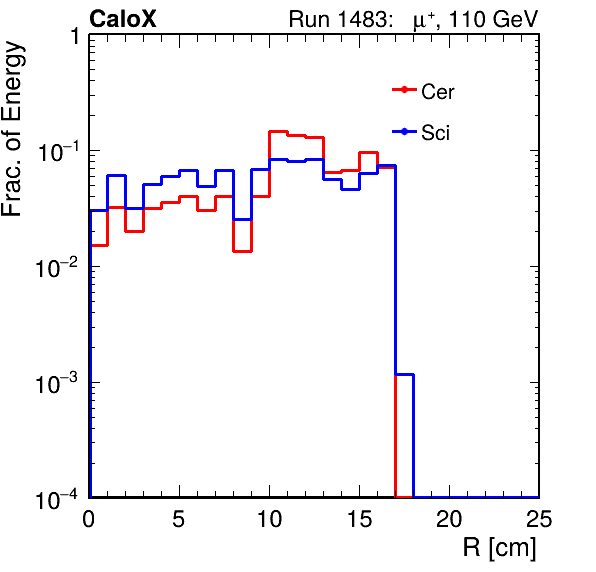 CaloX Run 1483: μ⁺, 110 GeV
Frac. of Energy
1
10⁻¹
10⁻²
10⁻³
10⁻⁴
Cer
Sci
0 5 10 15 20 25
R [cm]